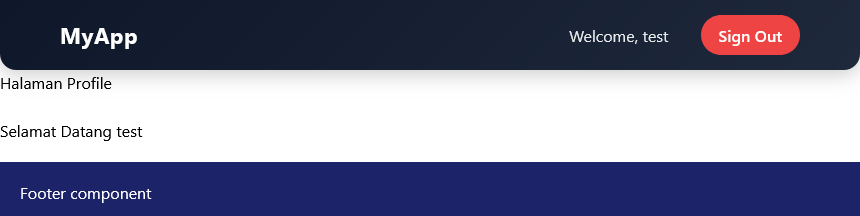 MyApp Welcome, test Sign Out
Halaman Profile
Selamat Datang test
Footer component